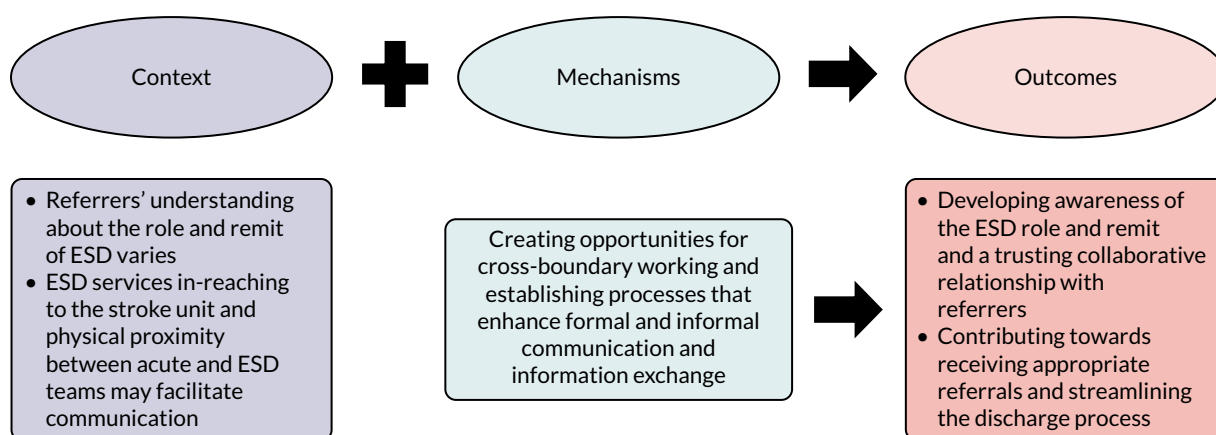 Context
Mechanisms
Outcomes
• Referrers’ understanding
about the role and remit
of ESD varies
• ESD services in-reaching
to the stroke unit and
physical proximity
between acute and ESD
teams may facilitate
communication
Creating opportunities for
cross-boundary working and
establishing processes that
enhance formal and informal
communication and
information exchange
• Developing awareness of
the ESD role and remit
and a trusting collaborative
relationship with
referrers
• Contributing towards
receiving appropriate
referrals and streamlining
the discharge process